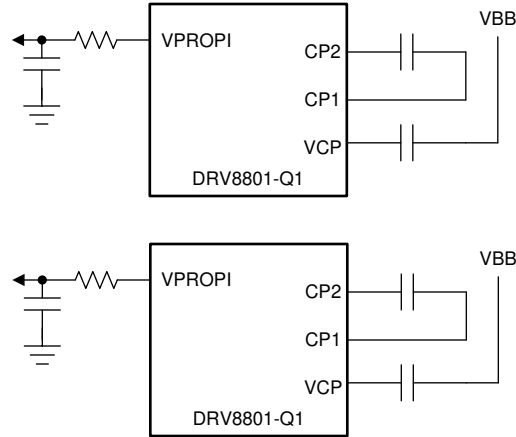 VBB
VPROPI
CP2
CP1
VCP
DRV8801-Q1
VBB
VPROPI
CP2
CP1
VCP
DRV8801-Q1